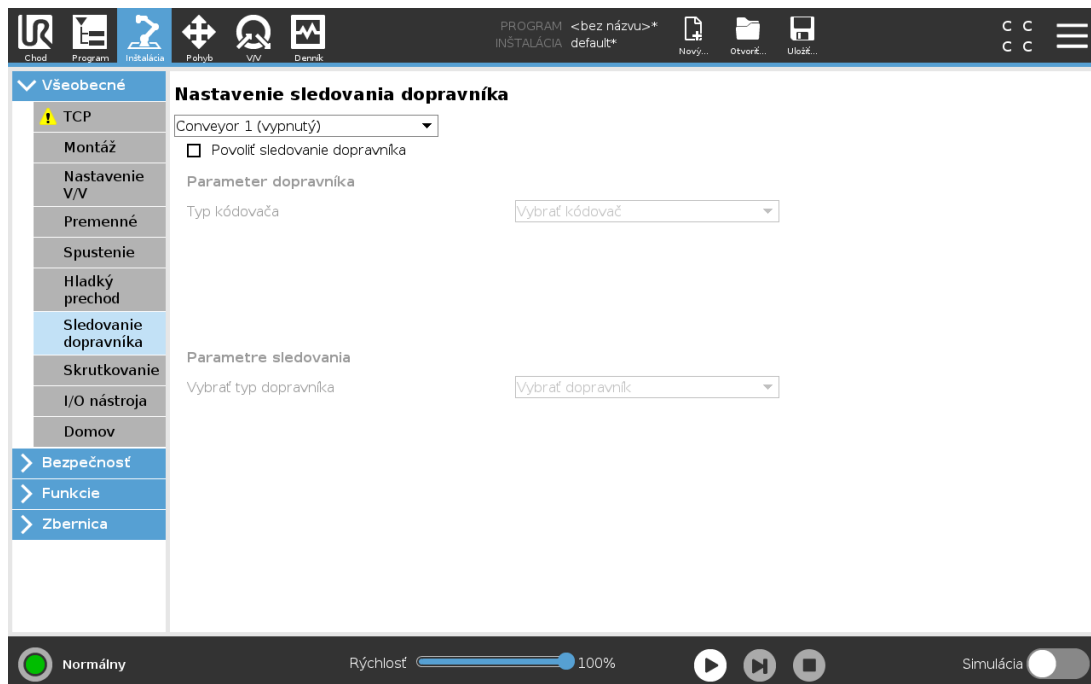 PROGRAM <bez názvu>*
INŠTALÁCIA default*
C C
C C
Chod
Program
Inštalácia
Pohyb
V/V
Denník
Nový...
Otvoriť...
Uložiť...
Všeobecné
TCP
Montáž
Nastavenie
V/V
Premenné
Spustenie
Hladký
prechod
Sledovanie
dopravníka
Skrutkovanie
I/O nástroja
Domov
Bezpečnosť
Funkcie
Zbernica
Nastavenie sledovania dopravníka
Conveyor 1 (vypnutý)
Povoliť sledovanie dopravníka
Parameter dopravníka
Typ kódovača
Vybrať kódovač
Parametre sledovania
Vybrať typ dopravníka
Vybrať dopravník
Normálny
Rýchlosť
100%
Simulácia